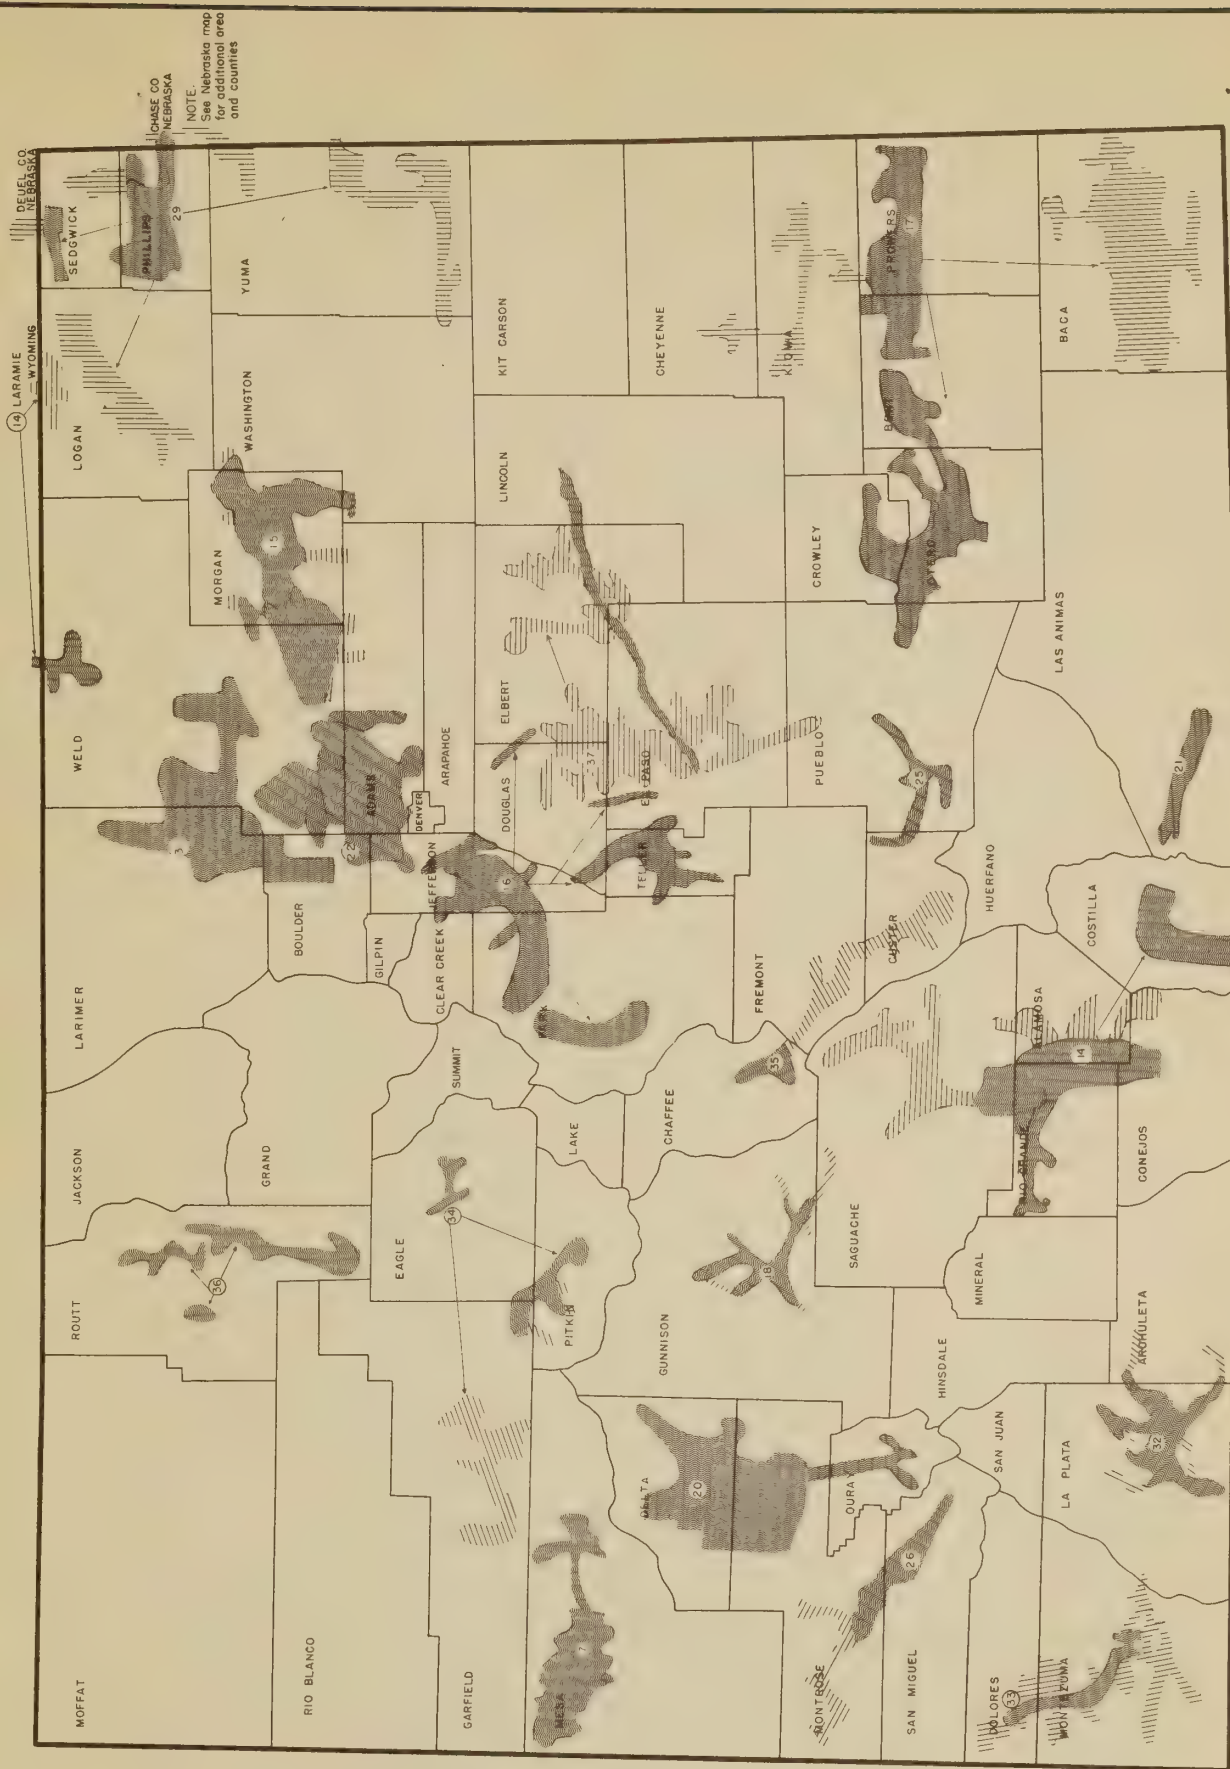 DEUEL CO.
NEBRASKA
14 LARAMIE
— WYOMING
CHASE CO
NEBRASKA
NOTE.
See Nebraska map
for additional area
and counties
MOFFAT
ROUTT
JACKSON
LARIMER
WELD
LOGAN
SEDGWICK
PHILLIPS
29
36
3
MORGAN
15
WASHINGTON
YUMA
RIO BLANCO
GRAND
BOULDER
22
ADAMS
GILPIN
DENVER
ARAPAHOE
GARFIELD
EAGLE
34
SUMMIT
CLEAR CREEK
JEFFERSON
16
DOUGLAS
ELBERT
LINCOLN
KIT CARSON
MESA
7
PITKIN
LAKE
PARK
37
TELLER
EL PASO
CHEYENNE
DELTA
20
GUNNISON
18
CHAFFEE
35
FREMONT
PUEBLO
CROWLEY
KIOWA
MONTROSE
OURAY
26
SAGUACHE
CUSTER
25
OTERO
BENT
PROWERS
17
SAN MIGUEL
HINSDALE
MINERAL
HUERFANO
DOLORES
33
SAN JUAN
RIO GRANDE
ALAMOSA
14
COSTILLA
21
LAS ANIMAS
BACA
MONTEZUMA
LA PLATA
32
ARCHULETA
CONEJOS